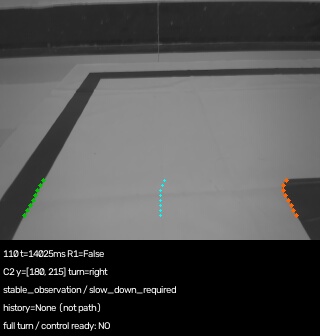 110 t=14025ms R1=False
C2 y=[180, 215] turn=right
stable_observation / slow_down_required
history=None (not path)
full turn / control ready: NO